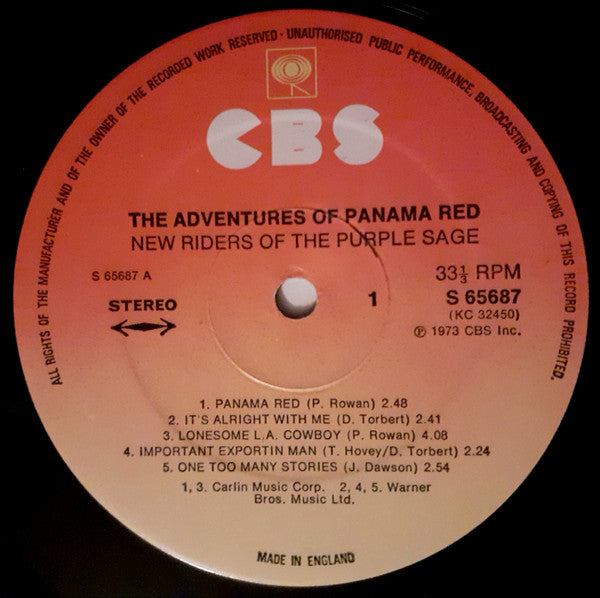 ALL RIGHTS OF THE MANUFACTURER AND OF THE OWNER OF THE RECORDED WORK RESERVED · UNAUTHORISED PUBLIC PERFORMANCE, BROADCASTING AND COPYING OF THIS RECORD PROHIBITED.
CBS
THE ADVENTURES OF PANAMA RED
NEW RIDERS OF THE PURPLE SAGE
S 65687 A
33⅓ RPM
STEREO
1
S 65687
(KC 32450)
℗ 1973 CBS Inc.
1. PANAMA RED (P. Rowan) 2.48
2. IT'S ALRIGHT WITH ME (D. Torbert) 2.41
3. LONESOME L.A. COWBOY (P. Rowan) 4.08
4. IMPORTANT EXPORTIN MAN (T. Hovey/D. Torbert) 2.24
5. ONE TOO MANY STORIES (J. Dawson) 2.54
1, 3. Carlin Music Corp. 2, 4, 5. Warner
Bros. Music Ltd.
MADE IN ENGLAND